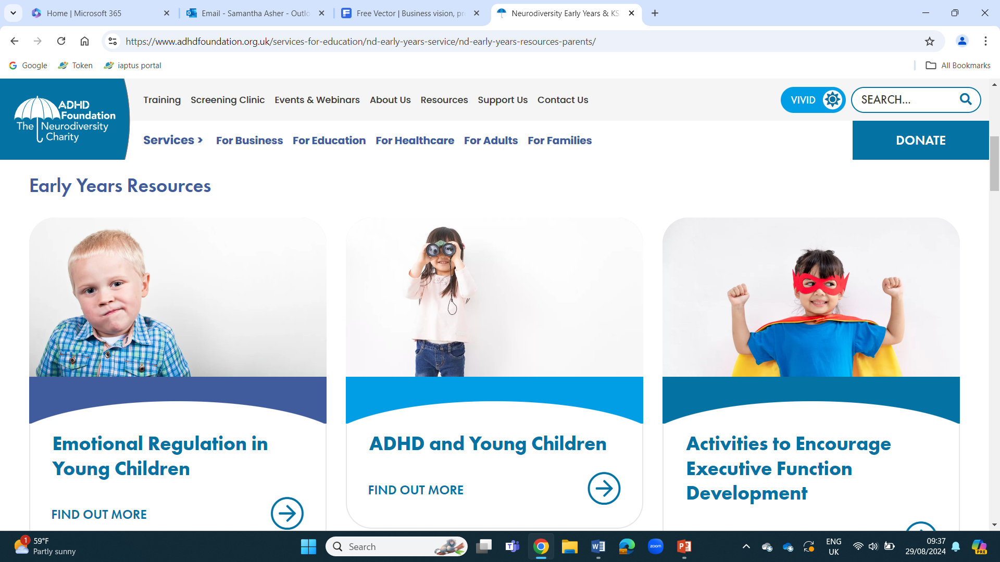 Home | Microsoft 365
Email - Samantha Asher - Outlo
Free Vector | Business vision, pr
Neurodiversity Early Years & KS
https://www.adhdfoundation.org.uk/services-for-education/nd-early-years-service/nd-early-years-resources-parents/
Google
Token
iaptus portal
All Bookmarks
ADHD
Foundation
The Neurodiversity
Charity
Training
Screening Clinic
Events & Webinars
About Us
Resources
Support Us
Contact Us
VIVID
SEARCH...
Services >
For Business
For Education
For Healthcare
For Adults
For Families
DONATE
Early Years Resources
Emotional Regulation in
Young Children
FIND OUT MORE
ADHD and Young Children
FIND OUT MORE
Activities to Encourage
Executive Function
Development
1
59°F
Partly sunny
Search
zoom
ENG
UK
09:37
29/08/2024
PRE